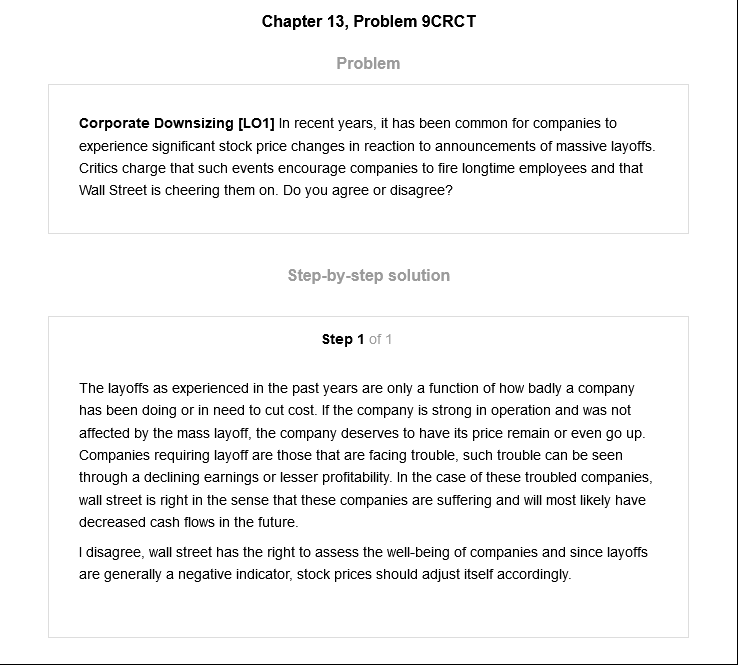 Chapter 13, Problem 9CRCT
Problem
Corporate Downsizing [LO1] In recent years, it has been common for companies to
experience significant stock price changes in reaction to announcements of massive layoffs.
Critics charge that such events encourage companies to fire longtime employees and that
Wall Street is cheering them on. Do you agree or disagree?
Step-by-step solution
Step 1 of 1
The layoffs as experienced in the past years are only a function of how badly a company
has been doing or in need to cut cost. If the company is strong in operation and was not
affected by the mass layoff, the company deserves to have its price remain or even go up.
Companies requiring layoff are those that are facing trouble, such trouble can be seen
through a declining earnings or lesser profitability. In the case of these troubled companies,
wall street is right in the sense that these companies are suffering and will most likely have
decreased cash flows in the future.
I disagree, wall street has the right to assess the well-being of companies and since layoffs
are generally a negative indicator, stock prices should adjust itself accordingly.